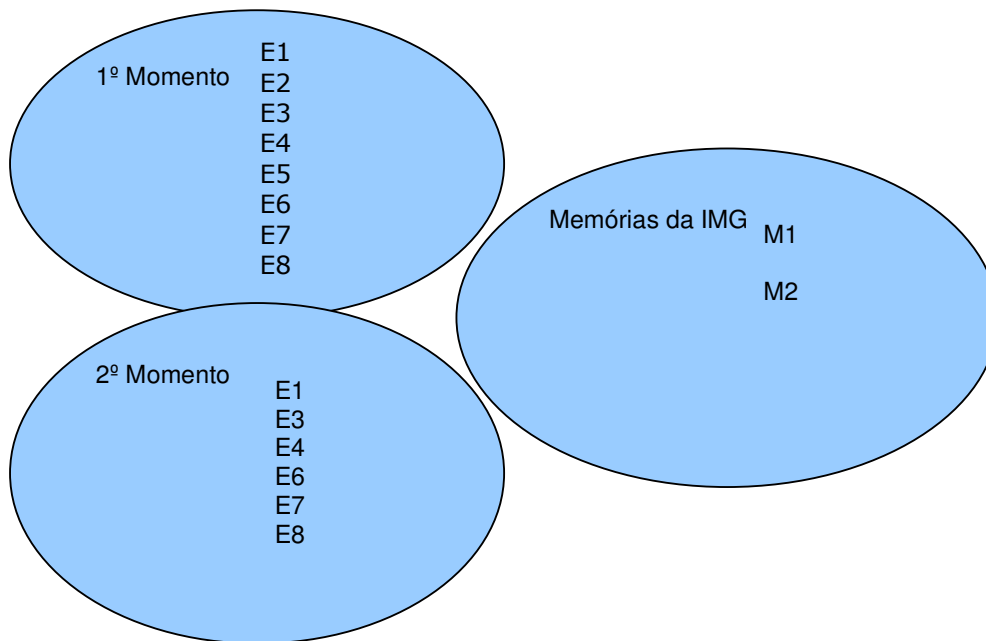 1º Momento
E1
E2
E3
E4
E5
E6
E7
E8
Memórias da IMG
M1
M2
2º Momento
E1
E3
E4
E6
E7
E8